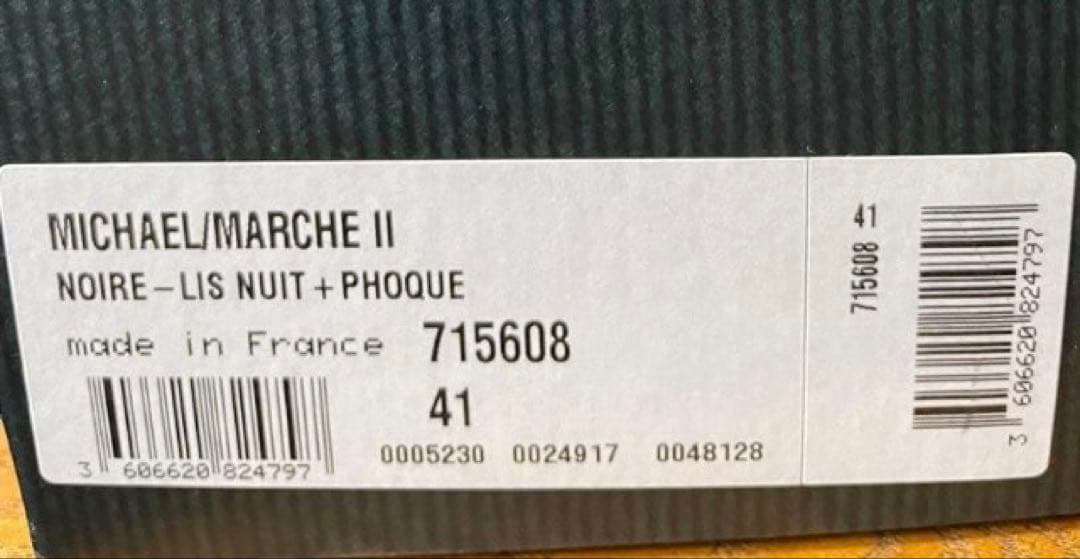 MICHAEL/MARCHE II
NOIRE-LIS NUIT+PHOQUE
made in France 715608
41
3 606620 824797
0005230 0024917 0048128
715608 41
3 606620 824797